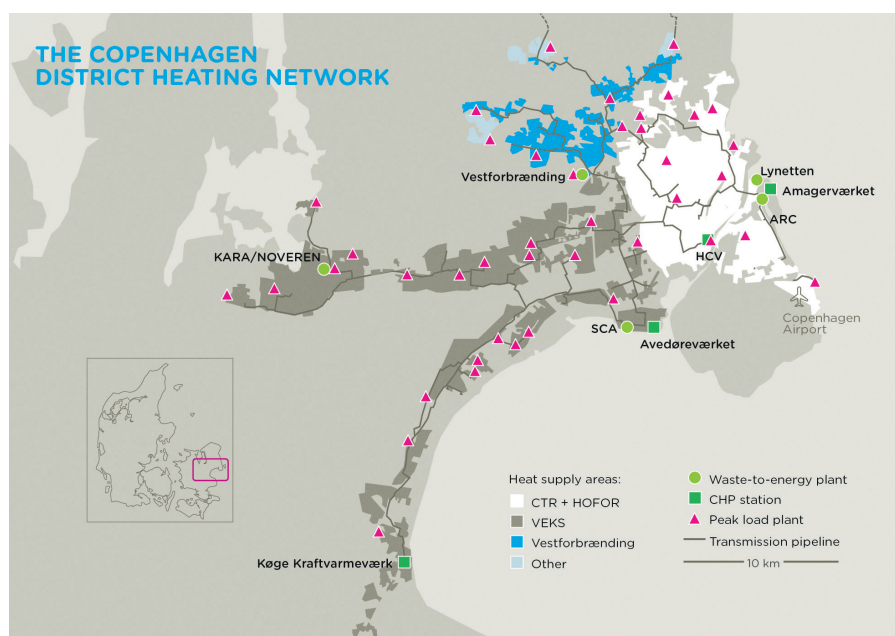 THE COPENHAGEN
DISTRICT HEATING NETWORK
Vestforbrænding
Lynetten
Amagerværket
ARC
KARA/NOVEREN
HCV
Copenhagen
Airport
SCA
Avedøreværket
Køge Kraftvarmeværk
Heat supply areas:
CTR + HOFOR
VEKS
Vestforbrænding
Other
Waste-to-energy plant
CHP station
Peak load plant
Transmission pipeline
10 km